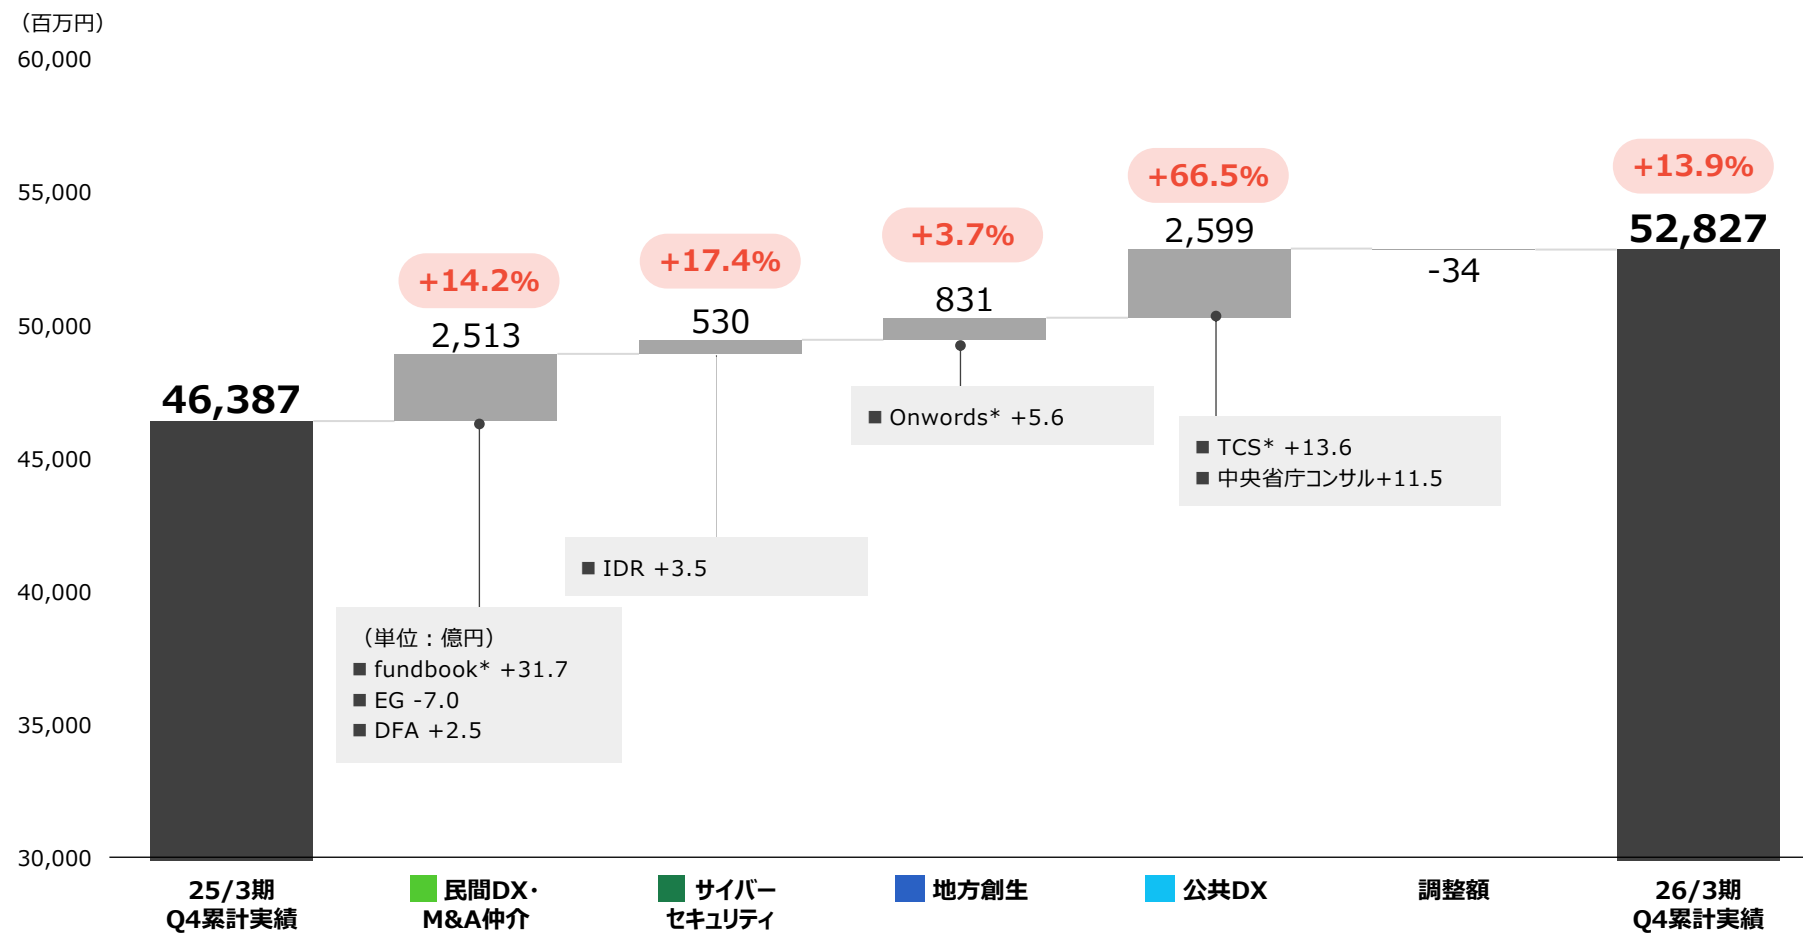 （百万円）
60,000
55,000
50,000
45,000
40,000
35,000
30,000
46,387
+14.2%
2,513
+17.4%
530
+3.7%
831
+66.5%
2,599
-34
+13.9%
52,827
（単位：億円）
■ fundbook* +31.7
■ EG -7.0
■ DFA +2.5
■ IDR +3.5
■ Onwords* +5.6
■ TCS* +13.6
■ 中央省庁コンサル+11.5
25/3期
Q4累計実績
民間DX・
M&A仲介
サイバー
セキュリティ
地方創生
公共DX
調整額
26/3期
Q4累計実績